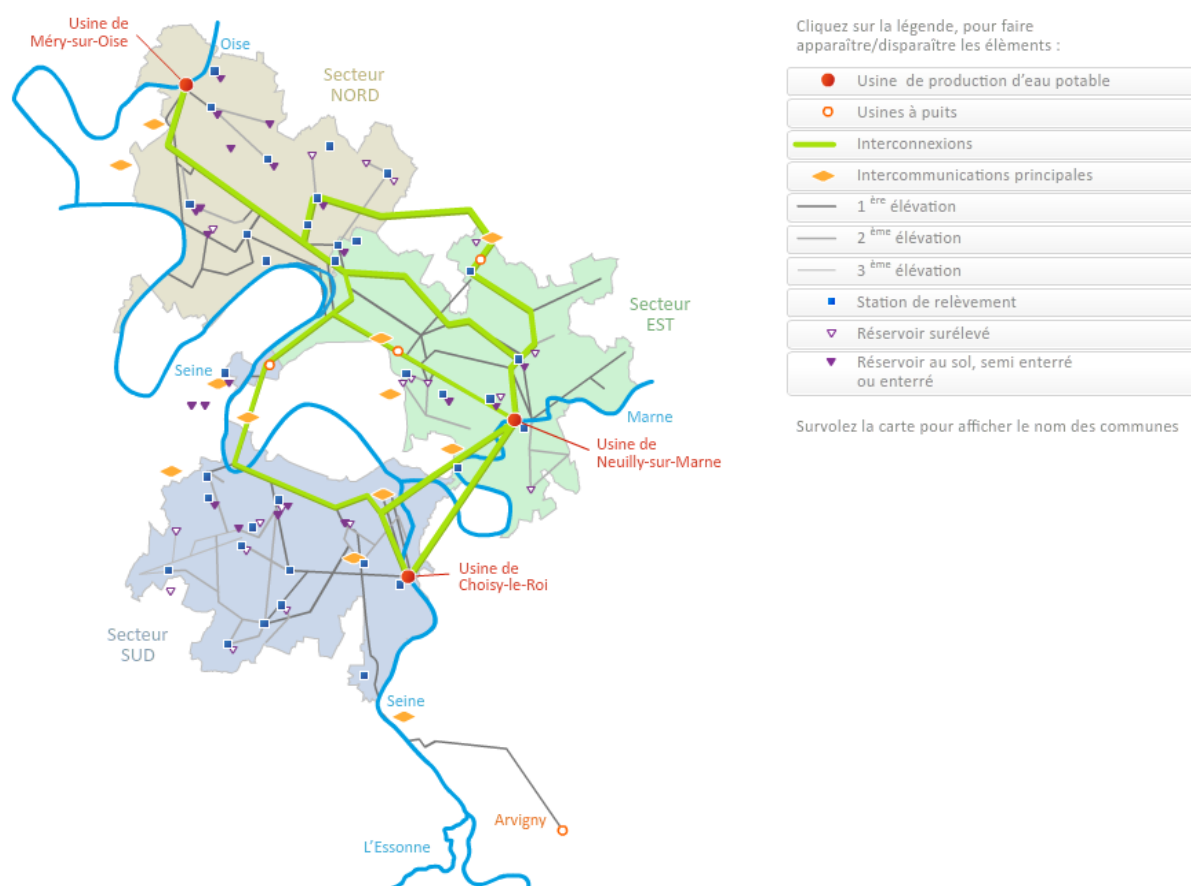 Usine de
Méry-sur-Oise
Oise
Secteur
NORD
Secteur
EST
Seine
Marne
Usine de
Neuilly-sur-Marne
Usine de
Choisy-le-Roi
Secteur
SUD
Seine
Arvigny
L'Essonne
Cliquez sur la légende, pour faire
apparaître/disparaître les élèments :
Usine de production d'eau potable
Usines à puits
Interconnexions
Intercommunications principales
1 ère élévation
2 ème élévation
3 ème élévation
Station de relèvement
Réservoir surélevé
Réservoir au sol, semi enterré
ou enterré
Survolez la carte pour afficher le nom des communes